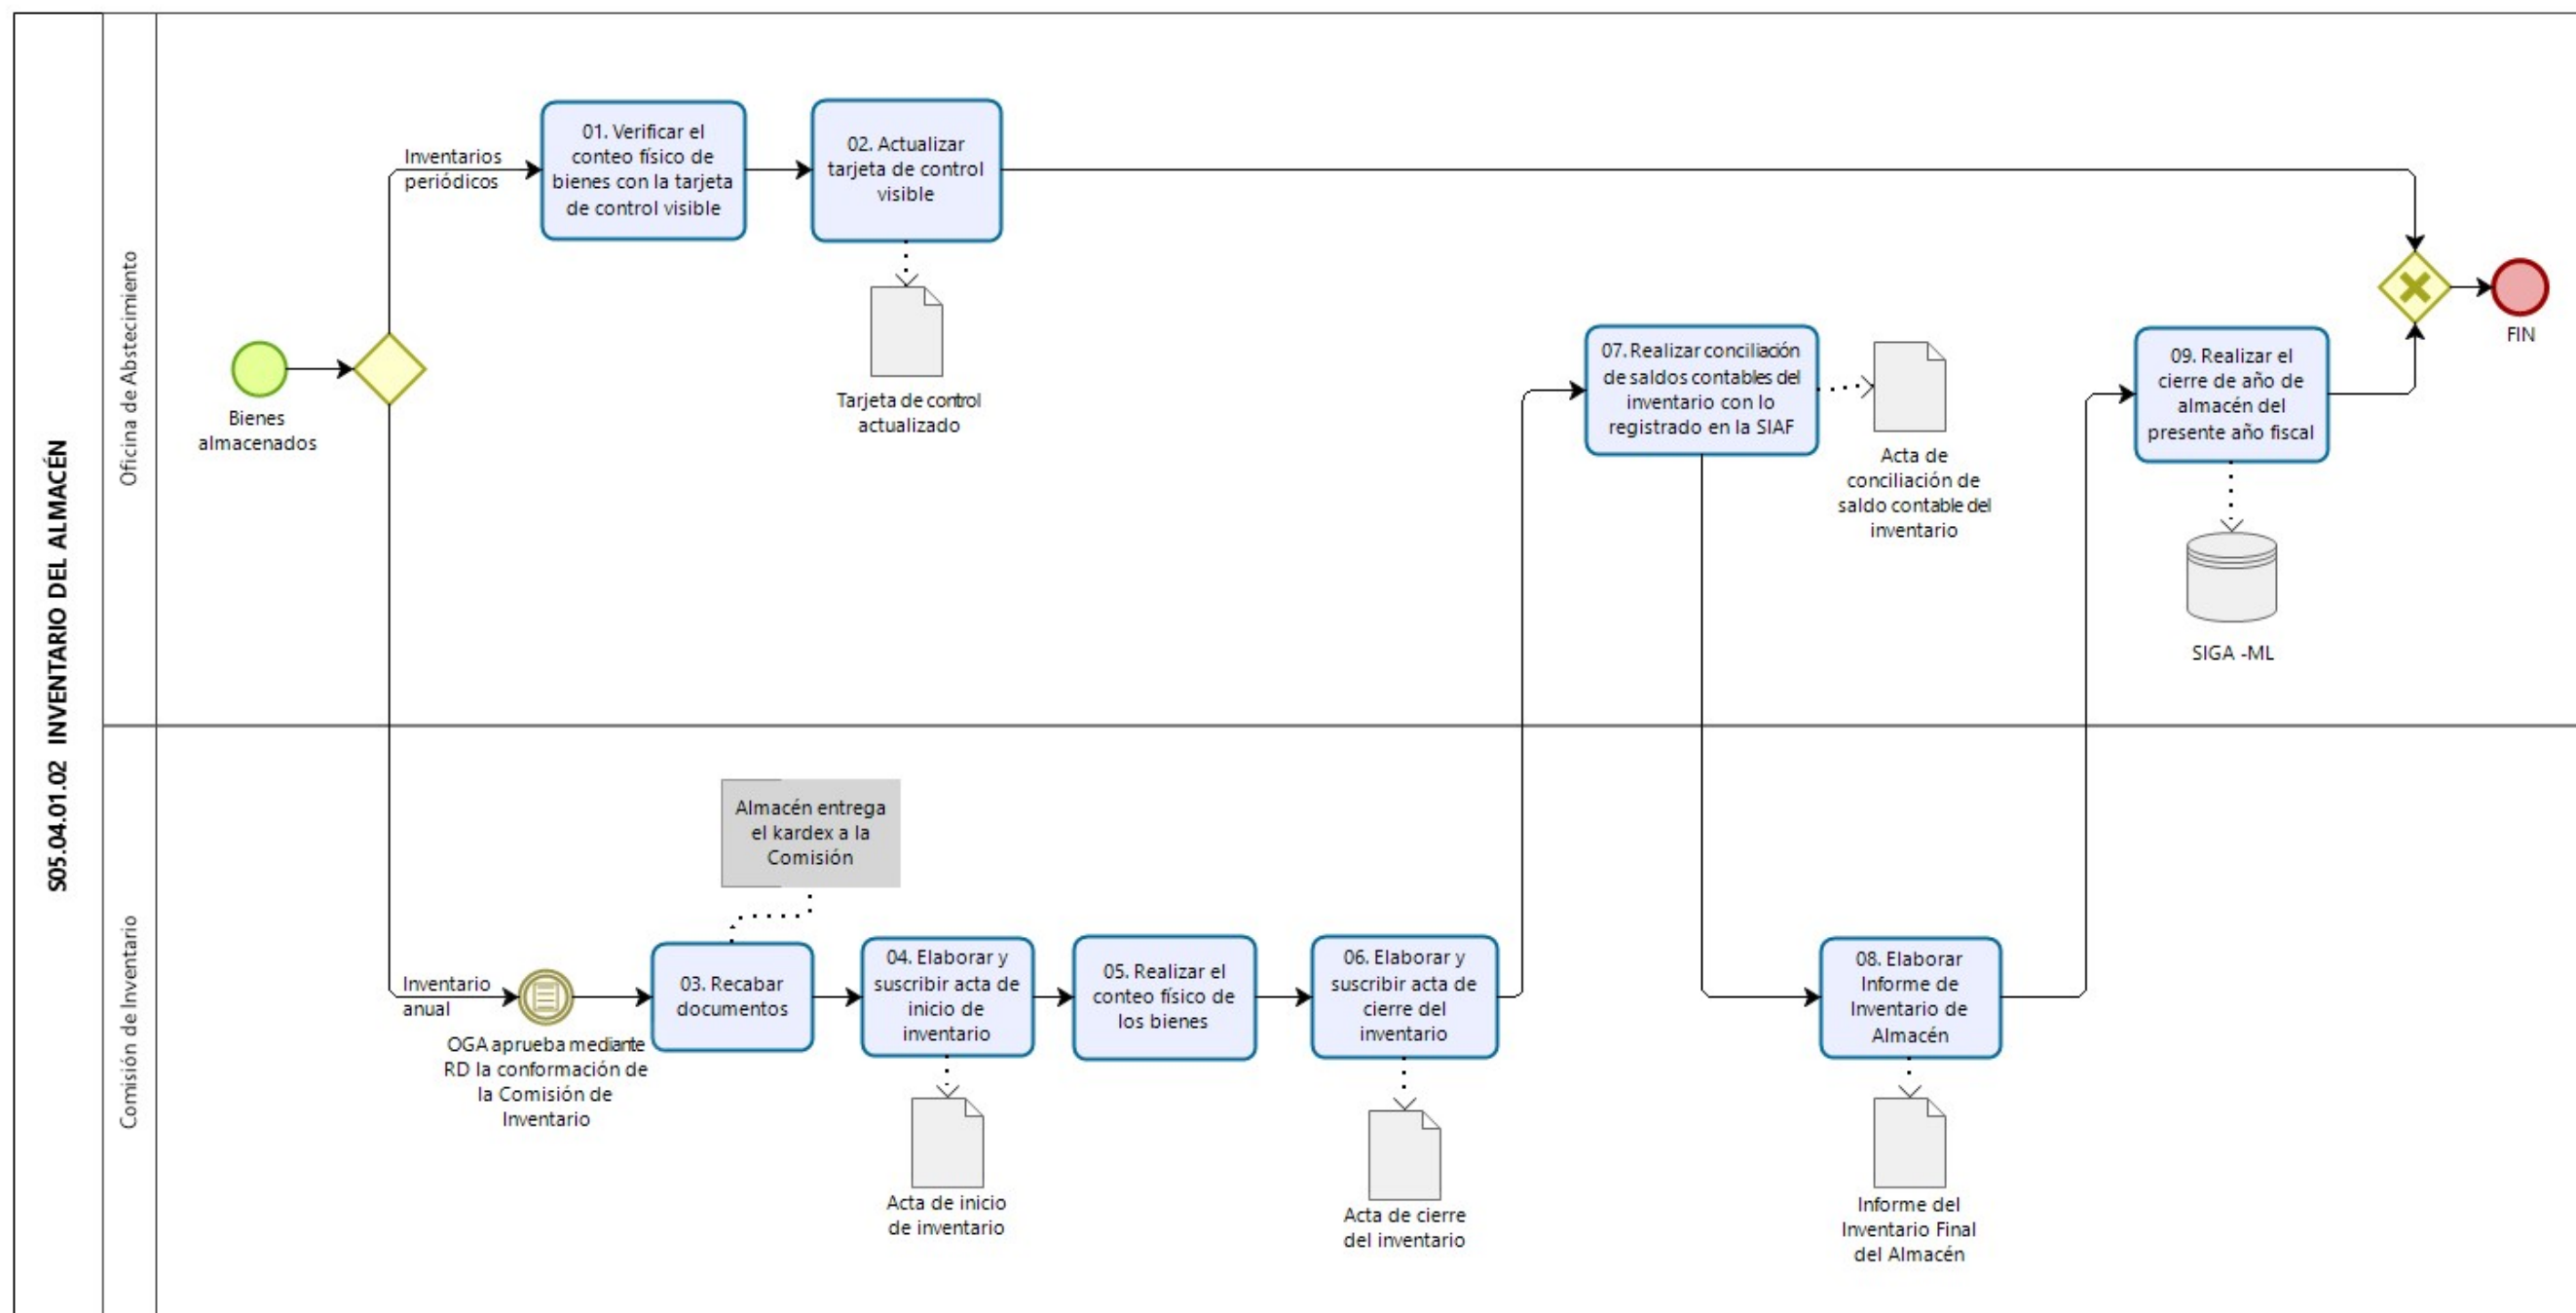 S05.04.01.02 INVENTARIO DEL ALMACÉN
Oficina de Abstecimiento
Bienes
almacenados
Inventarios
periódicos
01. Verificar el
conteo físico de
bienes con la tarjeta
de control visible
02. Actualizar
tarjeta de control
visible
Tarjeta de control
actualizado
07. Realizar conciliación
de saldos contables del
inventario con lo
registrado en la SIAF
Acta de
conciliación de
saldo contable del
inventario
09. Realizar el
cierre de año de
almacén del
presente año fiscal
SIGA -ML
FIN
Comisión de Inventario
Inventario
anual
OGA aprueba mediante
RD la conformación de
la Comisión de
Inventario
Almacén entrega
el kardex a la
Comisión
03. Recabar
documentos
04. Elaborar y
suscribir acta de
inicio de
inventario
Acta de inicio
de inventario
05. Realizar el
conteo físico de
los bienes
06. Elaborar y
suscribir acta de
cierre del
inventario
Acta de cierre
del inventario
08. Elaborar
Informe de
Inventario de
Almacén
Informe del
Inventario Final
del Almacén